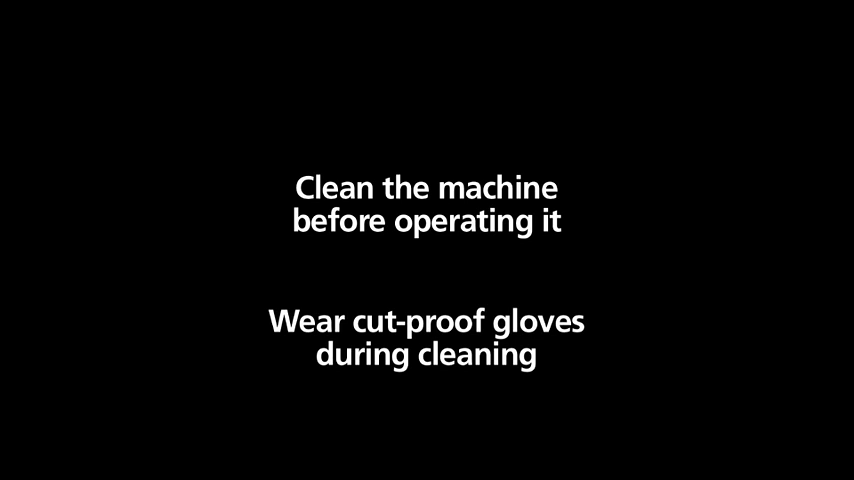 Clean the machine
before operating it
Wear cut-proof gloves
during cleaning